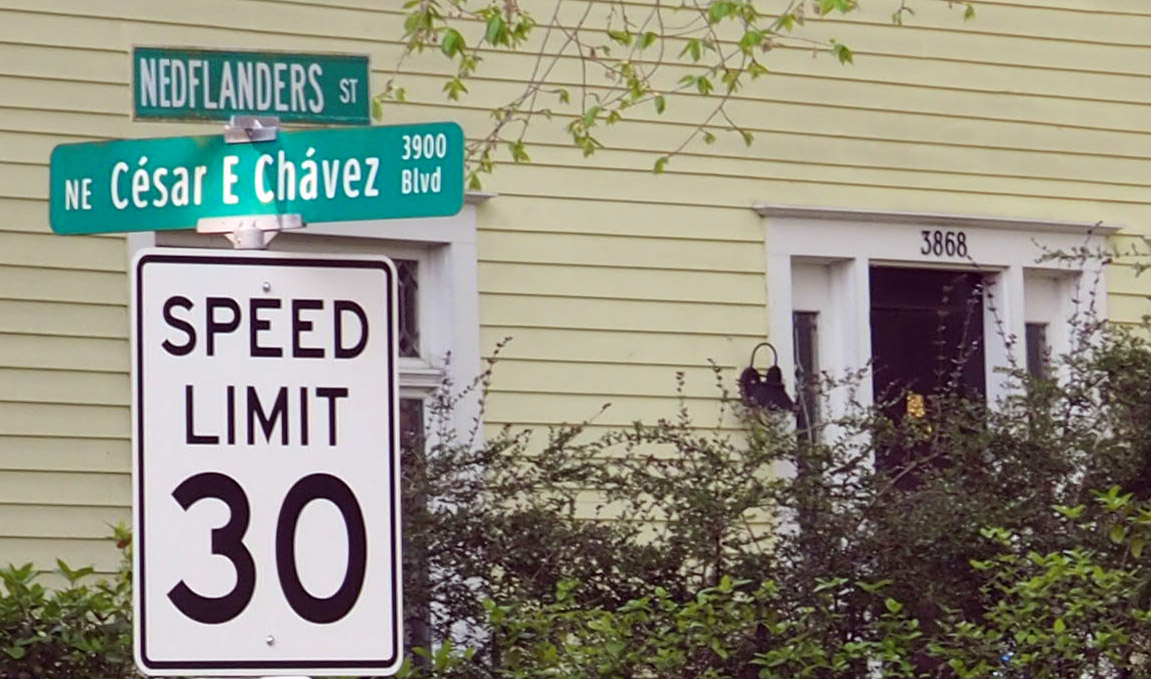 NEDFLANDERS ST
NE César E Chávez 3900 Blvd
SPEED
LIMIT
30
3868